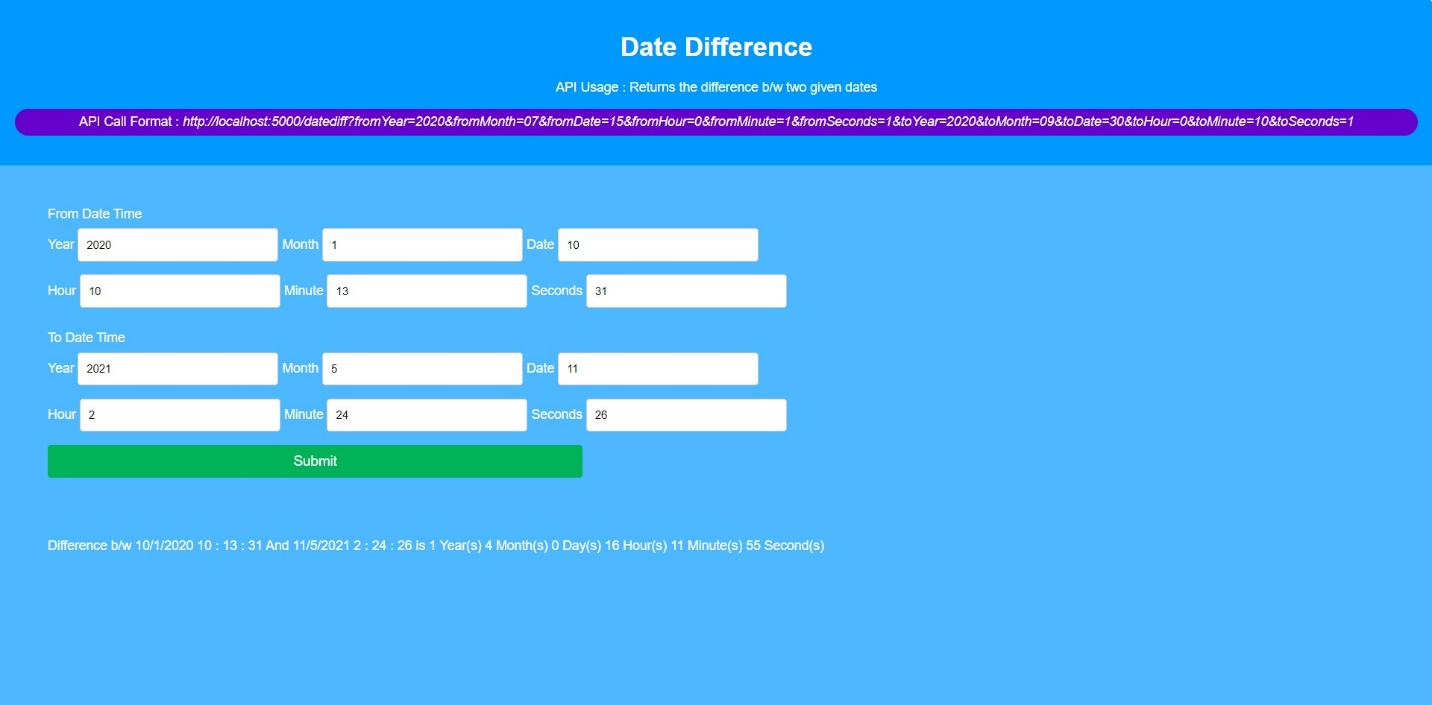 Date Difference
API Usage : Returns the difference b/w two given dates
API Call Format : http://localhost:5000/datediff?fromYear=2020&fromMonth=07&fromDate=15&fromHour=0&fromMinute=1&fromSeconds=1&toYear=2020&toMonth=09&toDate=30&toHour=0&toMinute=10&toSeconds=1
From Date Time
Year 2020 Month 1 Date 10
Hour 10 Minute 13 Seconds 31
To Date Time
Year 2021 Month 5 Date 11
Hour 2 Minute 24 Seconds 26
Submit
Difference b/w 10/1/2020 10 : 13 : 31 And 11/5/2021 2 : 24 : 26 is 1 Year(s) 4 Month(s) 0 Day(s) 16 Hour(s) 11 Minute(s) 55 Second(s)